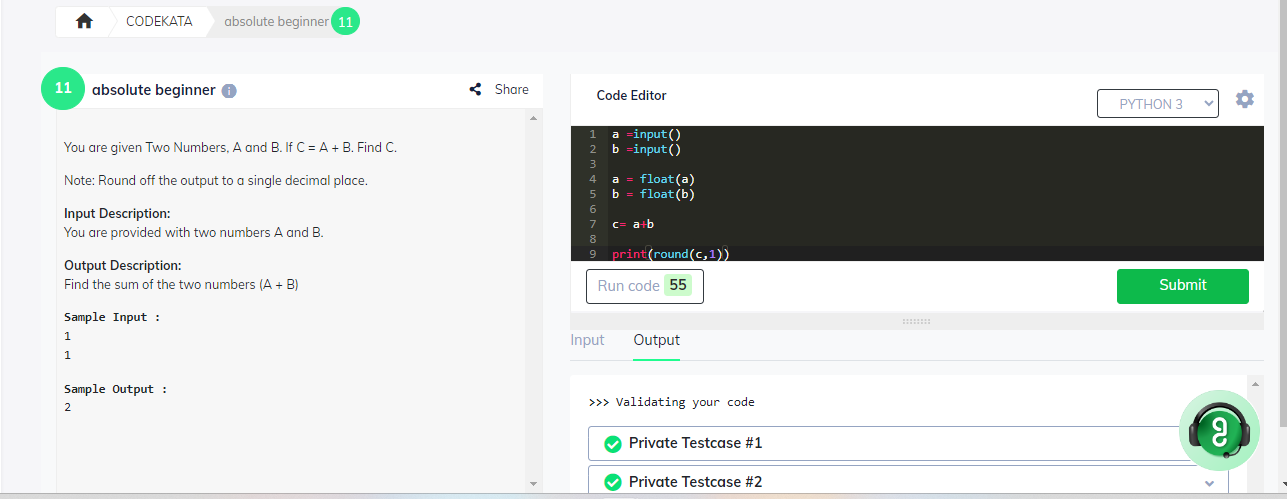 CODEKATA
absolute beginner 11
11 absolute beginner i
Share
You are given Two Numbers, A and B. If C = A + B. Find C.
Note: Round off the output to a single decimal place.
Input Description:
You are provided with two numbers A and B.
Output Description:
Find the sum of the two numbers (A + B)
Sample Input :
1
1
Sample Output :
2
Code Editor
PYTHON 3
1 a =input()
2 b =input()
3
4 a = float(a)
5 b = float(b)
6
7 c= a+b
8
9 print(round(c,1))
Run code 55
Submit
Input
Output
>>> Validating your code
Private Testcase #1
Private Testcase #2